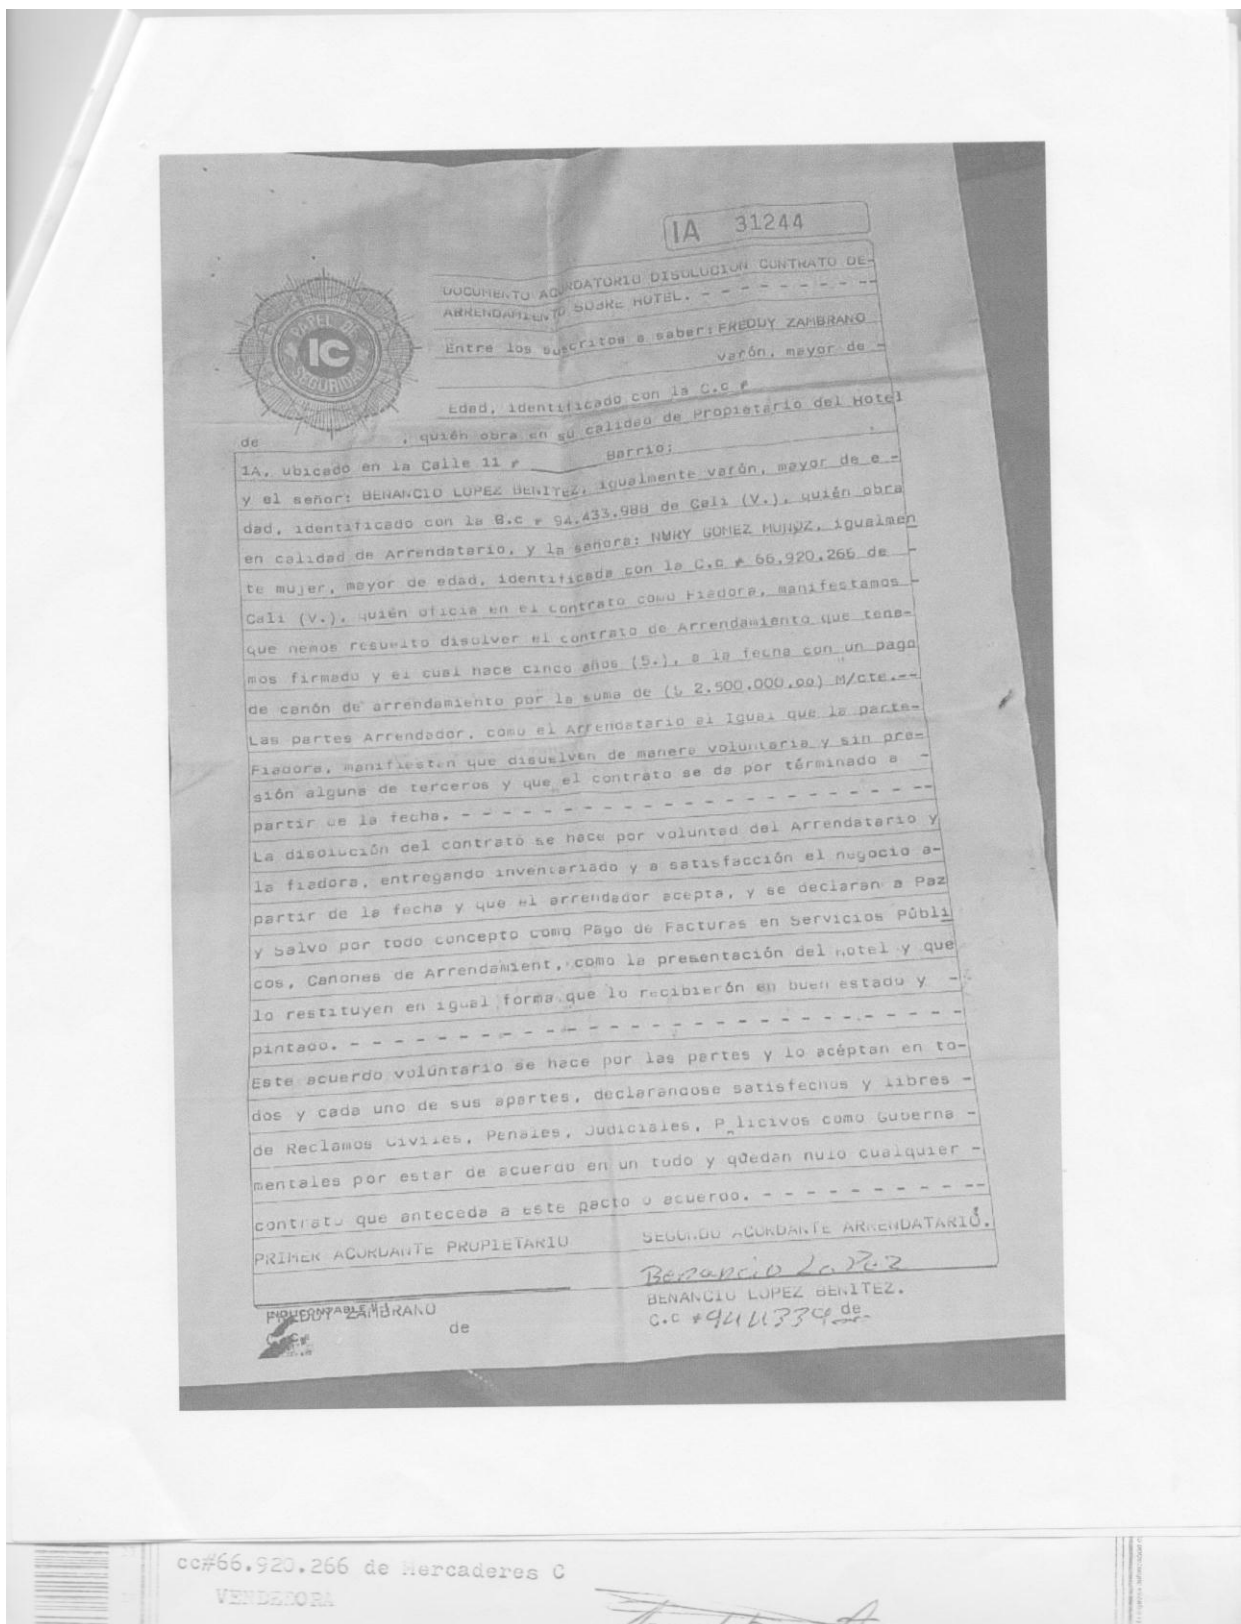 IA 31244
DOCUMENTO ACORDATORIO DISOLUCION CONTRATO DE-
ARRENDAMIENTO SOBRE HOTEL. - - - - - - - - --
PAPEL DE
IC
SEGURIDAD
Entre los suscritos a saber: FREDDY ZAMBRANO
varón, mayor de -
Edad, identificado con la C.c #
de , quién obra en su calidad de Propietario del Hotel
1A, ubicado en la Calle 11 # Barrio: .
y el señor: BENANCIO LOPEZ BENITEZ, igualmente varón, mayor de e -
dad, identificado con la C.c # 94.433.988 de Cali (V.), quién obra
en calidad de Arrendatario, y la señora: NURY GOMEZ MUÑOZ, igualmen
te mujer, mayor de edad, identificada con la C.c # 66.920.266 de -
Cali (V.), quién oficia en el contrato como Fiadora, manifestamos -
que hemos resuelto disolver el contrato de Arrendamiento que tene-
mos firmado y el cual hace cinco años (5.), a la fecha con un pago
de canón de arrendamiento por la suma de ($ 2.500.000.oo) M/cte.--
Las partes Arrendador, como el Arrendatario al Igual que la parte-
Fiadora, manifiestan que disuelven de manera voluntaria y sin pre-
sión alguna de terceros y que el contrato se da por términado a -
partir de la fecha. - - - - - - - - - - - - - - - - - - - - - - --
La disolución del contrato se hace por voluntad del Arrendatario y
la fiadora, entregando inventariado y a satisfacción el negocio a-
partir de la fecha y que el arrendador acepta, y se declaran a Paz
y Salvo por todo concepto como Pago de Facturas en Servicios Públi
cos, Canones de Arrendamient, como la presentación del hotel y que
lo restituyen en igual forma que lo recibierón en buen estado y -
pintado. - - - - - - - - - - - - - - - - - - - - - - - - - - - -
Este acuerdo voluntario se hace por las partes y lo acéptan en to-
dos y cada uno de sus apartes, declarandose satisfechos y libres -
de Reclamos Civiles, Penales, Judiciales, Policivos como Guberna -
mentales por estar de acuerdo en un todo y quedan nulo cualquier -
contrato que anteceda a este pacto o acuerdo. - - - - - - - - - --
PRIMER ACORDANTE PROPIETARIO SEGUNDO ACORDANTE ARRENDATARIO.
Benancio Lopez
FREDDY ZAMBRANO BENANCIO LOPEZ BENITEZ.
C.C# de C.c # de
cc#66.920.266 de Mercaderes C
VENDEDORA